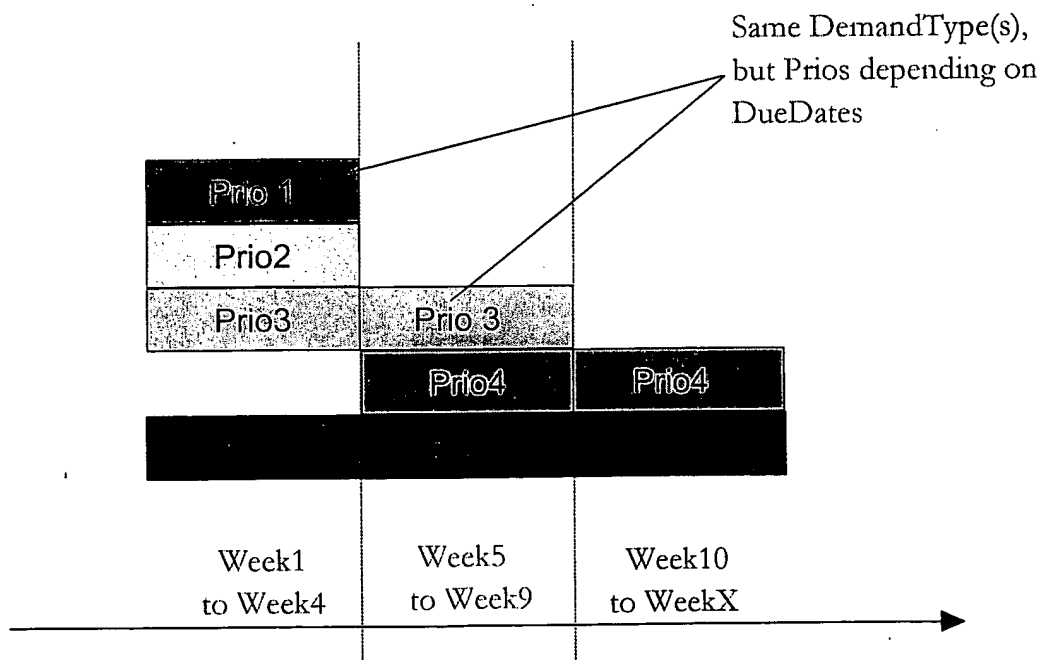 Same DemandType(s),
but Prios depending on
DueDates
Prio 1
Prio2
Prio3
Prio 3
Prio4
Prio4
Week1
to Week4
Week5
to Week9
Week10
to WeekX